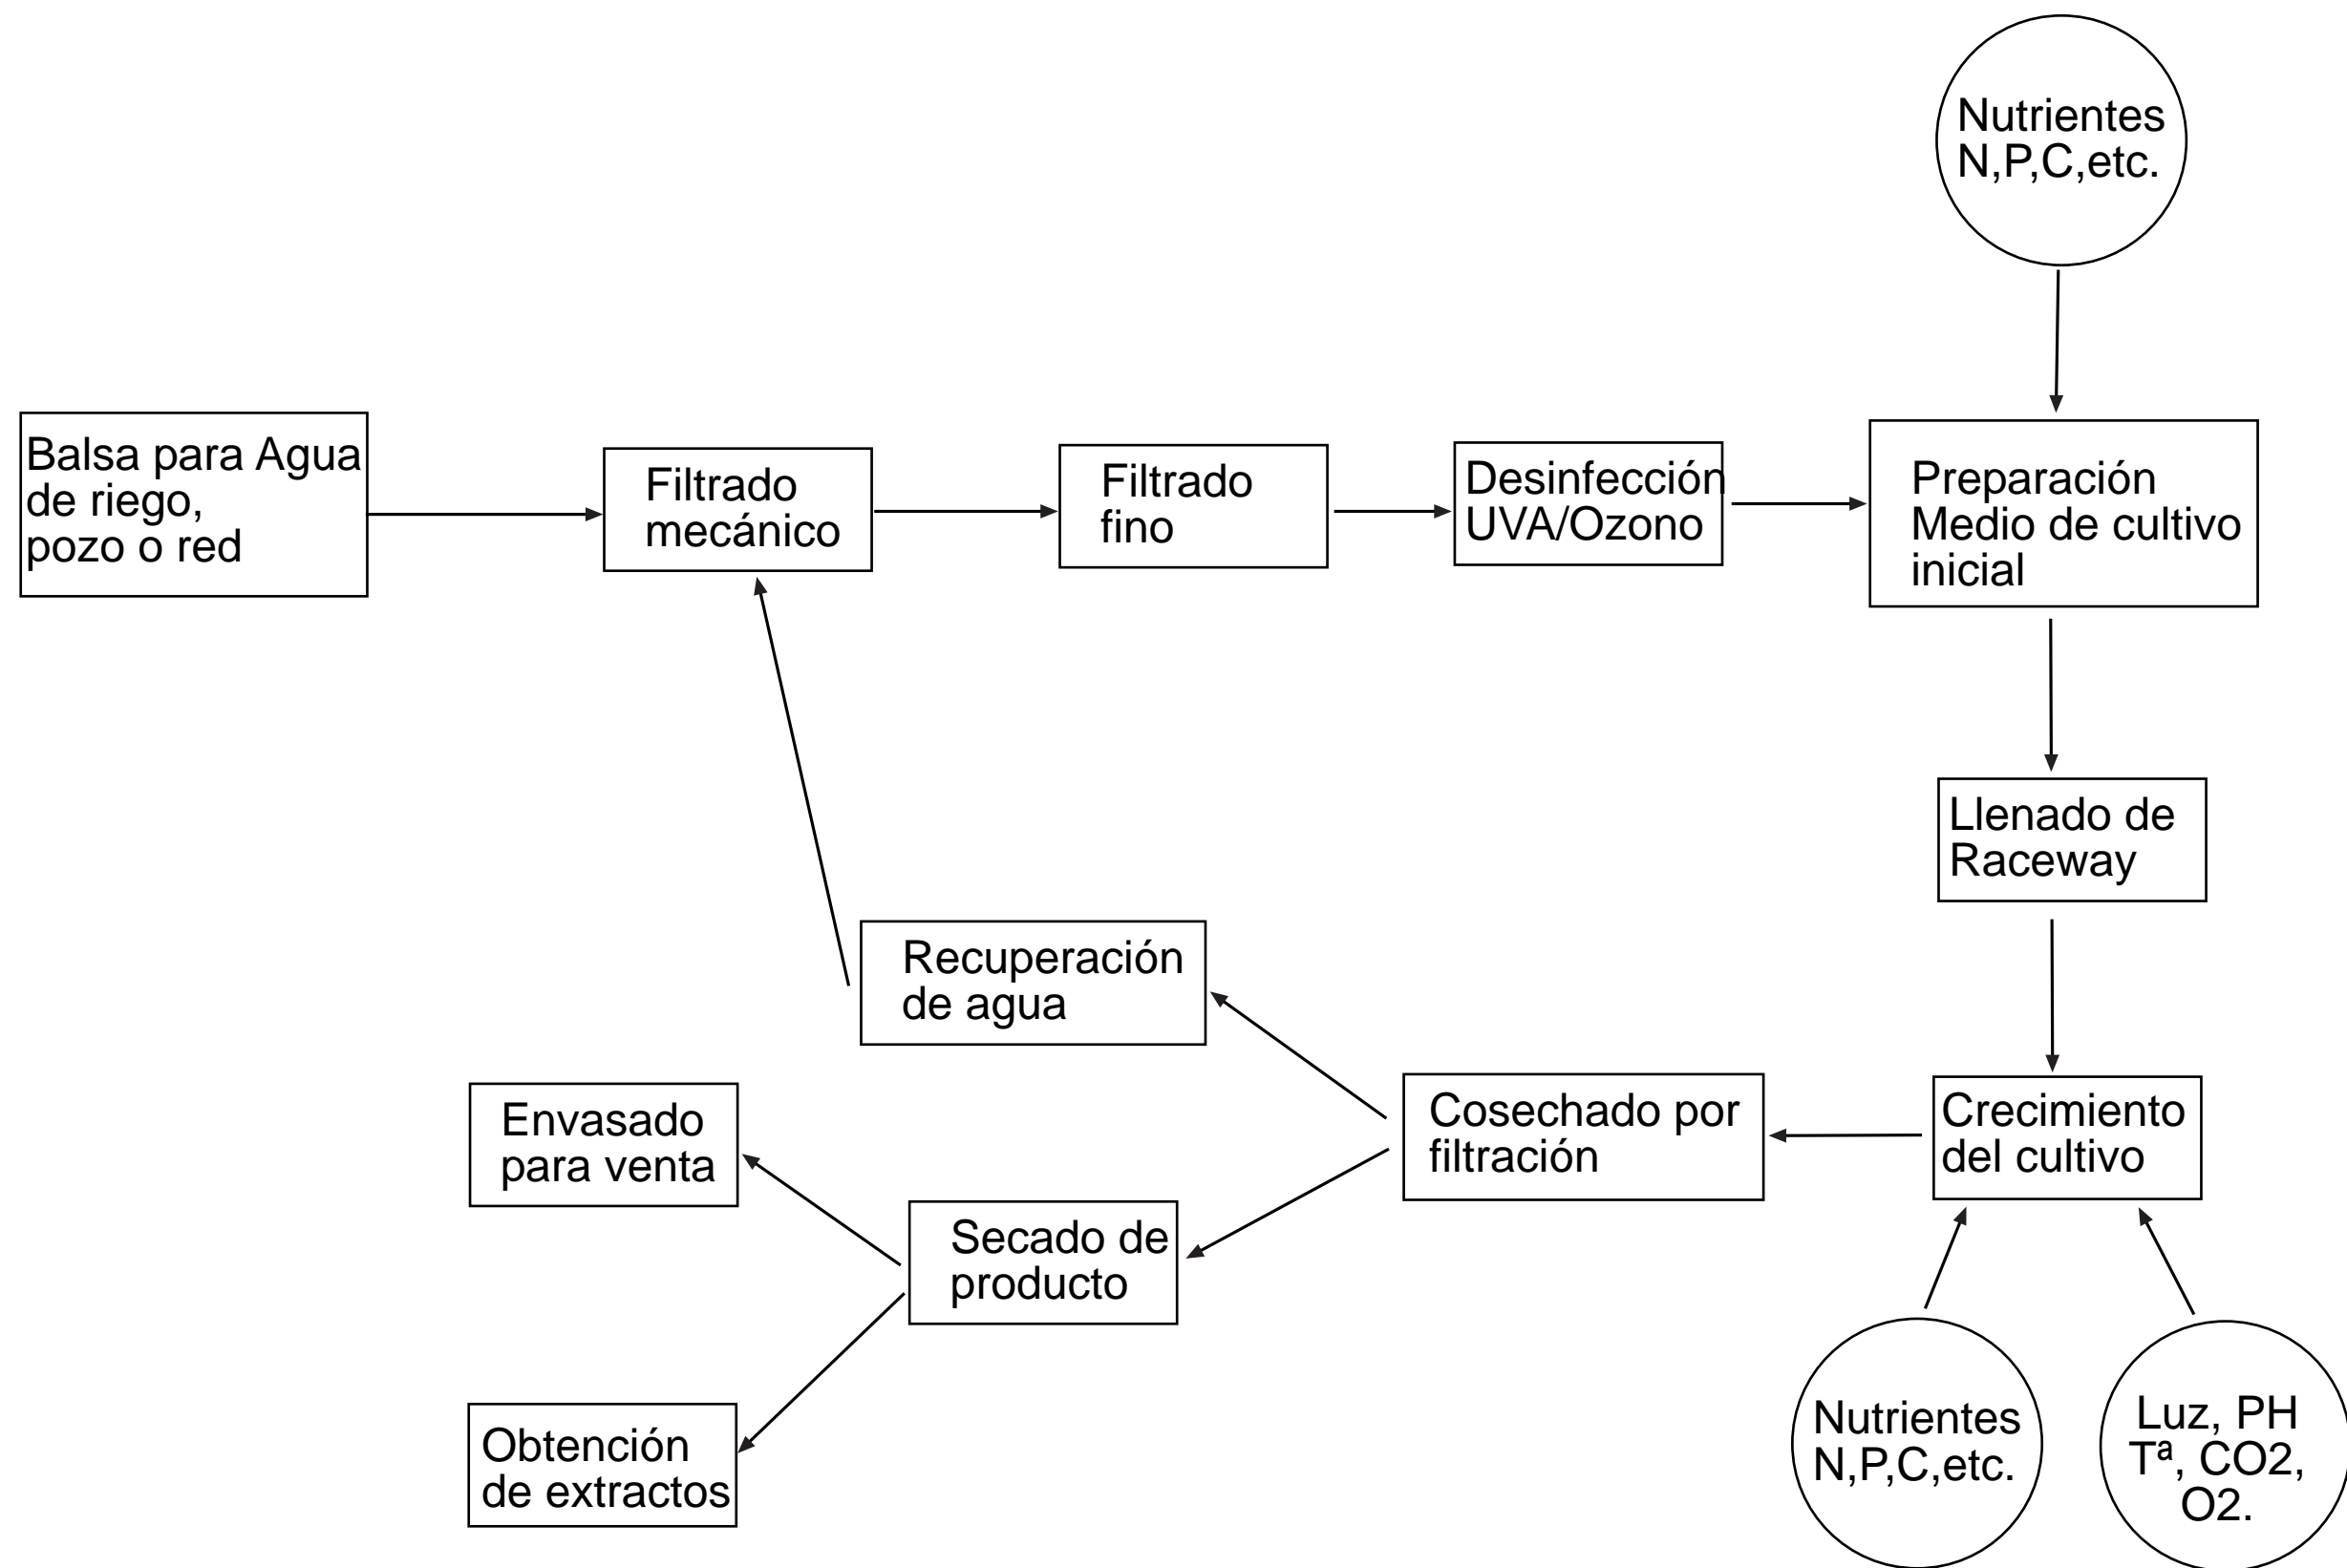 Nutrientes
N,P,C,etc.
Balsa para Agua
de riego,
pozo o red
Filtrado
mecánico
Filtrado
fino
Desinfección
UVA/Ozono
Preparación
Medio de cultivo
inicial
Llenado de
Raceway
Recuperación
de agua
Envasado
para venta
Cosechado por
filtración
Crecimiento
del cultivo
Secado de
producto
Obtención
de extractos
Nutrientes
N,P,C,etc.
Luz, PH
Tª, CO2,
O2.